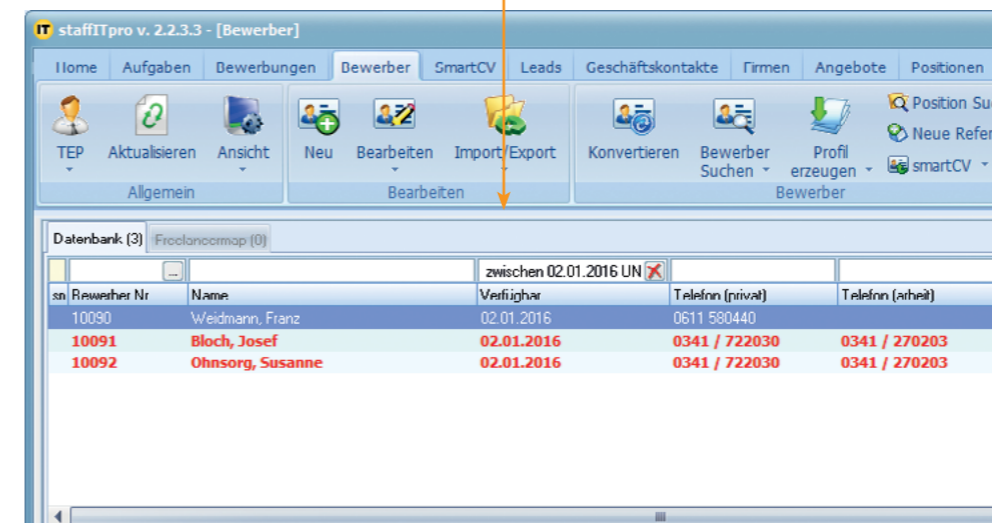 IT staffITpro v. 2.2.3.3 - [Bewerber]
Home Aufgaben Bewerbungen Bewerber SmartCV Leads Geschäftskontakte Firmen Angebote Positionen
TEP Aktualisieren Ansicht Neu Bearbeiten Import/Export Konvertieren Bewerber Suchen Profil erzeugen
Position Su
Neue Refer
smartCV
Allgemein Bearbeiten Bewerber
Datenbank (3) Freelancermap (0)
... zwischen 02.01.2016 UN
sn Bewerber Nr Name Verfügbar Telefon (privat) Telefon (arbeit)
10090 Weidmann, Franz 02.01.2016 0611 580440
10091 Bloch, Josef 02.01.2016 0341 / 722030 0341 / 270203
10092 Ohnsorg, Susanne 02.01.2016 0341 / 722030 0341 / 270203